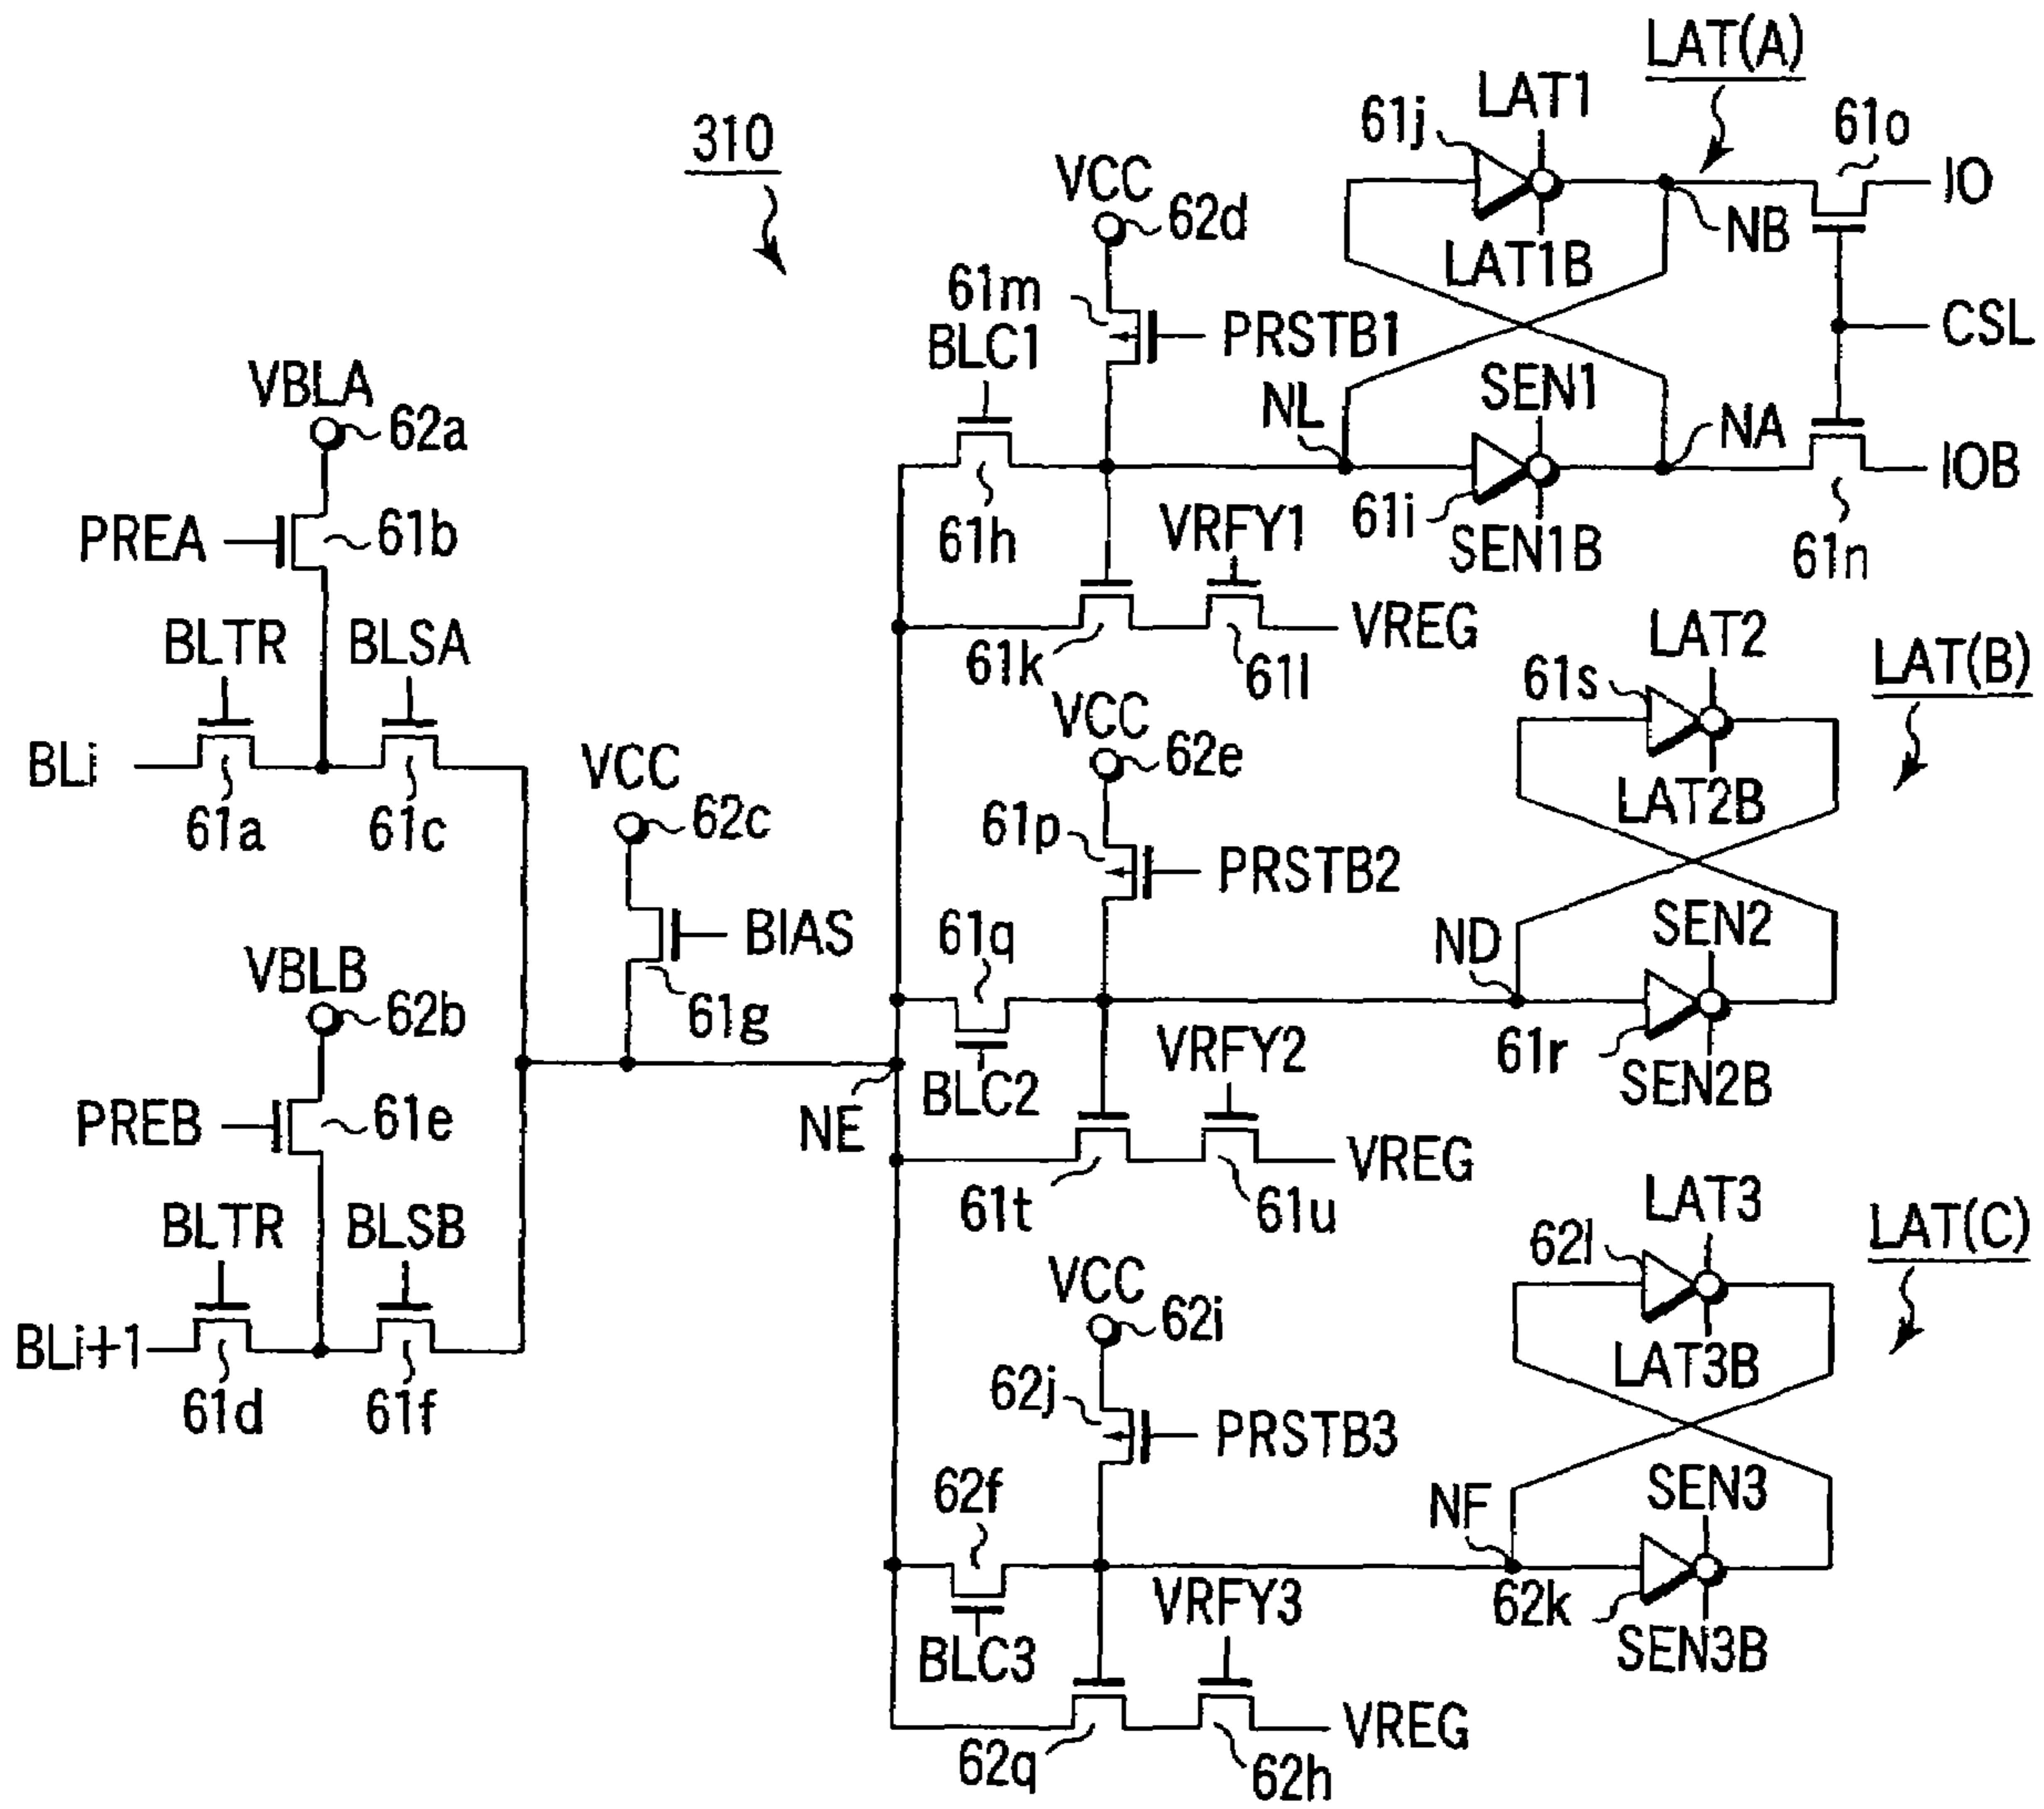 LAT(A)
LAT1
61j
61o
310
VCC
62d
IO
NB
LAT1B
61m
BLC1
PRSTB1
CSL
VBLA
62a
SEN1
NL
NA
PREA
61b
61h
VRFY1
61i
SEN1B
IOB
61n
BLTR
BLSA
61k
61l
VREG
LAT2
61s
LAT(B)
VCC
62e
BLi
61a
61c
VCC
62c
LAT2B
61p
PRSTB2
BIAS
61q
ND
SEN2
VBLB
62b
61g
VRFY2
61r
PREB
61e
NE
BLC2
SEN2B
VREG
61t
61u
BLTR
BLSB
LAT3
62l
LAT(C)
VCC
62i
BLi+1
61d
61f
LAT3B
62j
PRSTB3
62f
NF
SEN3
VRFY3
62k
BLC3
SEN3B
VREG
62q
62h